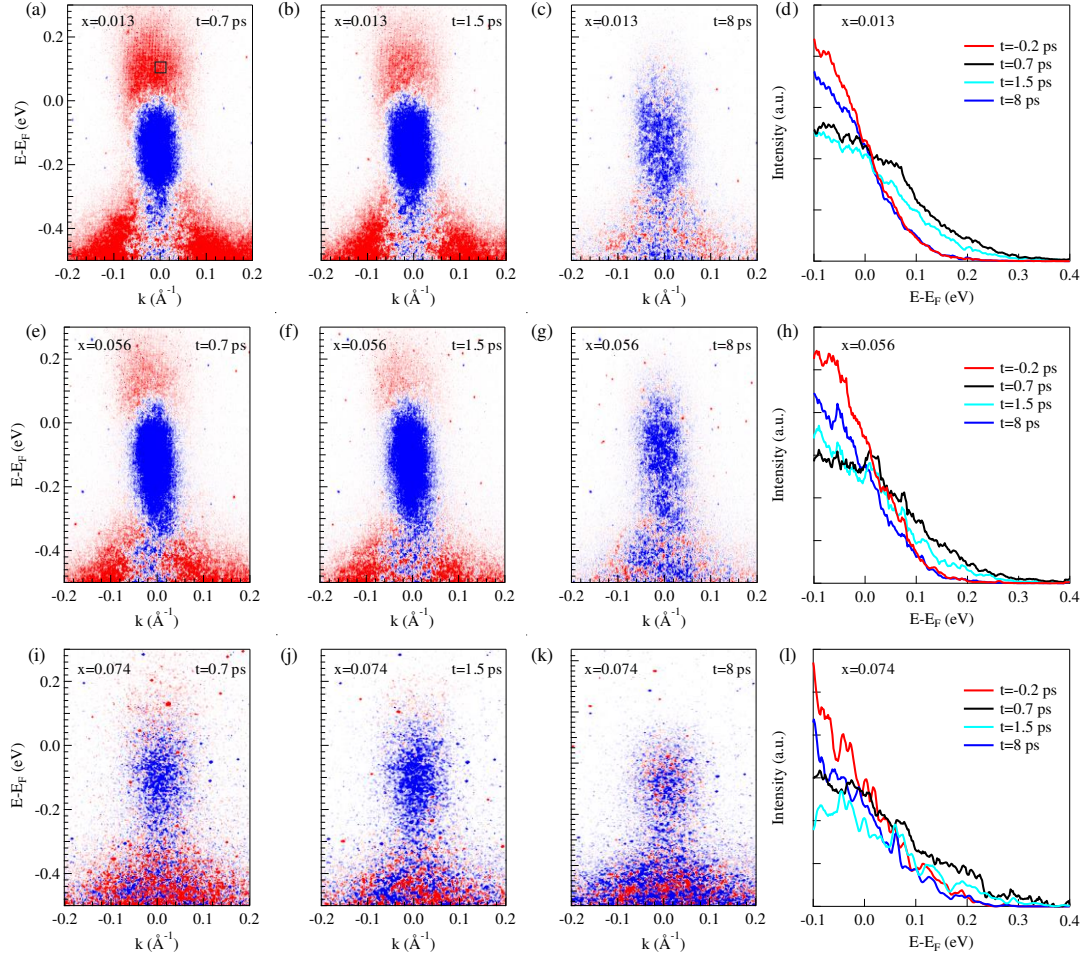 (a) x=0.013 t=0.7 ps
0.2
0.0
-0.2
-0.4
E-E_F (eV)
-0.2 -0.1 0.0 0.1 0.2
k (Å⁻¹)
(b) x=0.013 t=1.5 ps
-0.2 -0.1 0.0 0.1 0.2
k (Å⁻¹)
(c) x=0.013 t=8 ps
-0.2 -0.1 0.0 0.1 0.2
k (Å⁻¹)
(d) x=0.013
t=-0.2 ps
t=0.7 ps
t=1.5 ps
t=8 ps
Intensity (a.u.)
-0.1 0.0 0.1 0.2 0.3 0.4
E-E_F (eV)
(e) x=0.056 t=0.7 ps
0.2
0.0
-0.2
-0.4
E-E_F (eV)
-0.2 -0.1 0.0 0.1 0.2
k (Å⁻¹)
(f) x=0.056 t=1.5 ps
-0.2 -0.1 0.0 0.1 0.2
k (Å⁻¹)
(g) x=0.056 t=8 ps
-0.2 -0.1 0.0 0.1 0.2
k (Å⁻¹)
(h) x=0.056
t=-0.2 ps
t=0.7 ps
t=1.5 ps
t=8 ps
Intensity (a.u.)
-0.1 0.0 0.1 0.2 0.3 0.4
E-E_F (eV)
(i) x=0.074 t=0.7 ps
0.2
0.0
-0.2
-0.4
E-E_F (eV)
-0.2 -0.1 0.0 0.1 0.2
k (Å⁻¹)
(j) x=0.074 t=1.5 ps
-0.2 -0.1 0.0 0.1 0.2
k (Å⁻¹)
(k) x=0.074 t=8 ps
-0.2 -0.1 0.0 0.1 0.2
k (Å⁻¹)
(l) x=0.074
t=-0.2 ps
t=0.7 ps
t=1.5 ps
t=8 ps
Intensity (a.u.)
-0.1 0.0 0.1 0.2 0.3 0.4
E-E_F (eV)